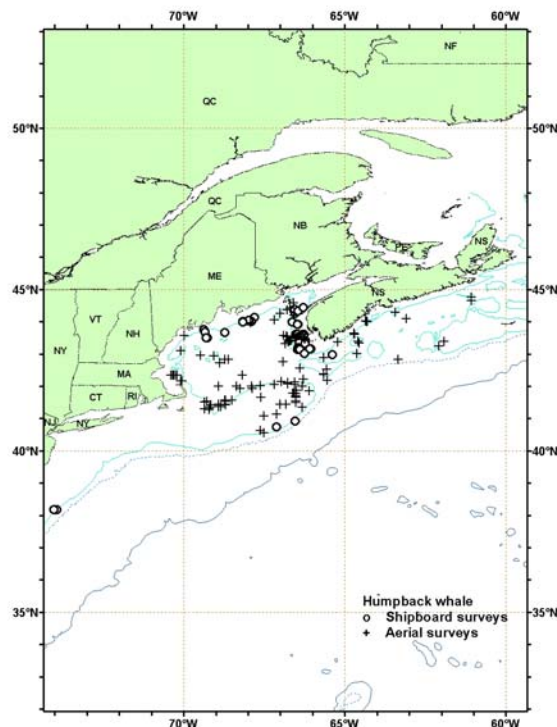 70°W 65°W 60°W
NF
QC
50°N 50°N
QC
NB
PE
NS
ME
45°N 45°N
NS
VT
NH
NY
MA
CT RI
NJ NY
40°N 40°N
35°N 35°N
Humpback whale
Shipboard surveys
Aerial surveys
70°W 65°W 60°W